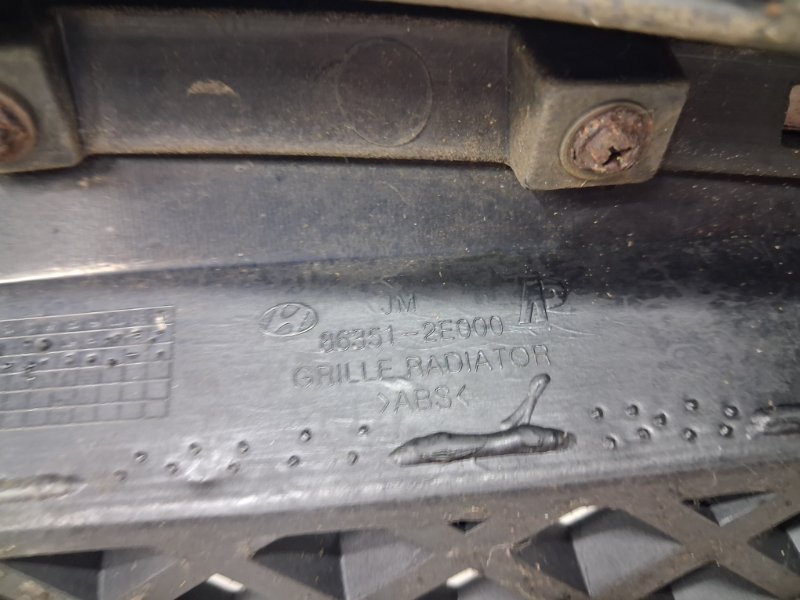 JM
86351-2E000
GRILLE RADIATOR
>ABS<